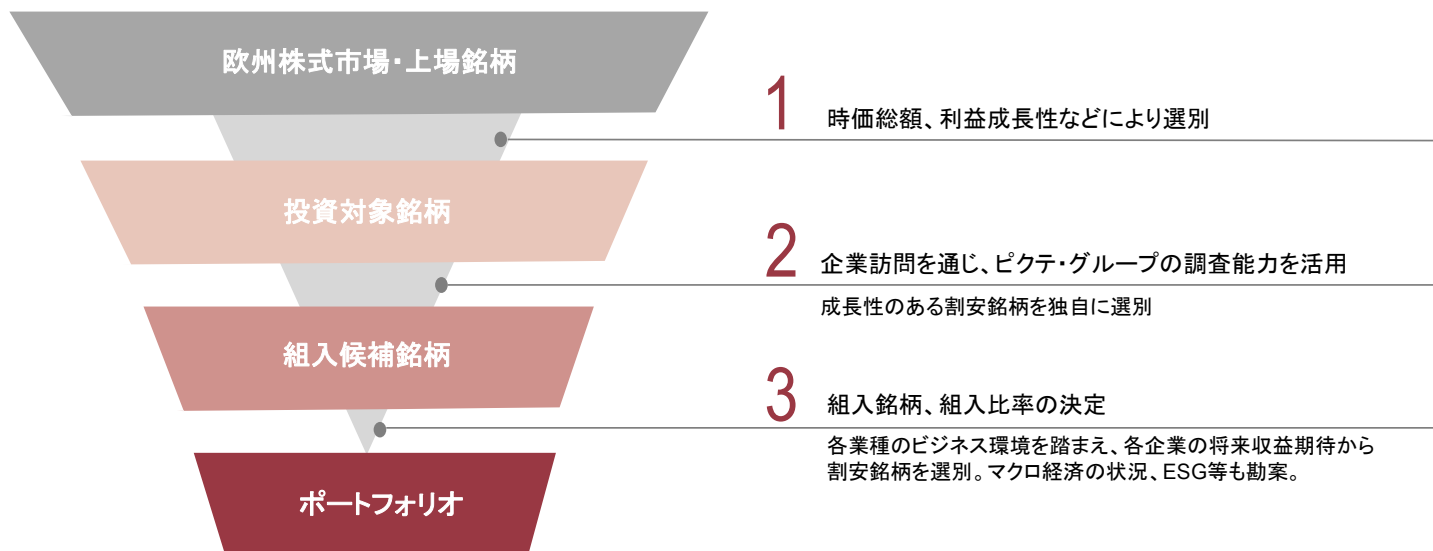 欧州株式市場・上場銘柄
1
時価総額、利益成長性などにより選別
投資対象銘柄
2
企業訪問を通じ、ピクテ・グループの調査能力を活用
成長性のある割安銘柄を独自に選別
組入候補銘柄
3
組入銘柄、組入比率の決定
各業種のビジネス環境を踏まえ、各企業の将来収益期待から
割安銘柄を選別。マクロ経済の状況、ESG等も勘案。
ポートフォリオ